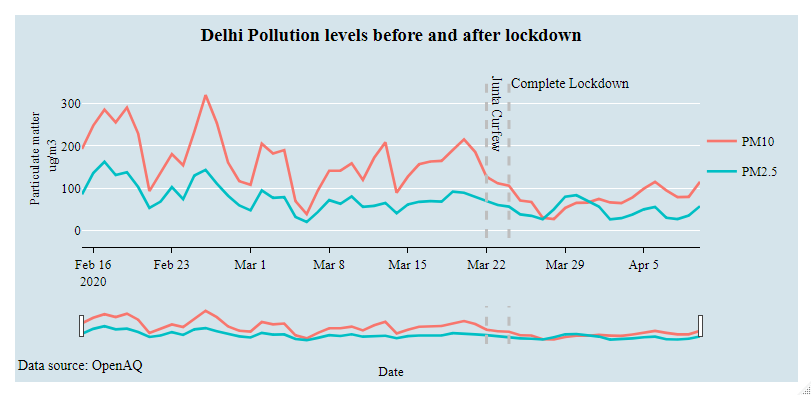 Delhi Pollution levels before and after lockdown
Complete Lockdown
Junta Curfew
Particulate matter
ug/m3
300
200
100
0
PM10
PM2.5
Feb 16
2020
Feb 23
Mar 1
Mar 8
Mar 15
Mar 22
Mar 29
Apr 5
Data source: OpenAQ
Date